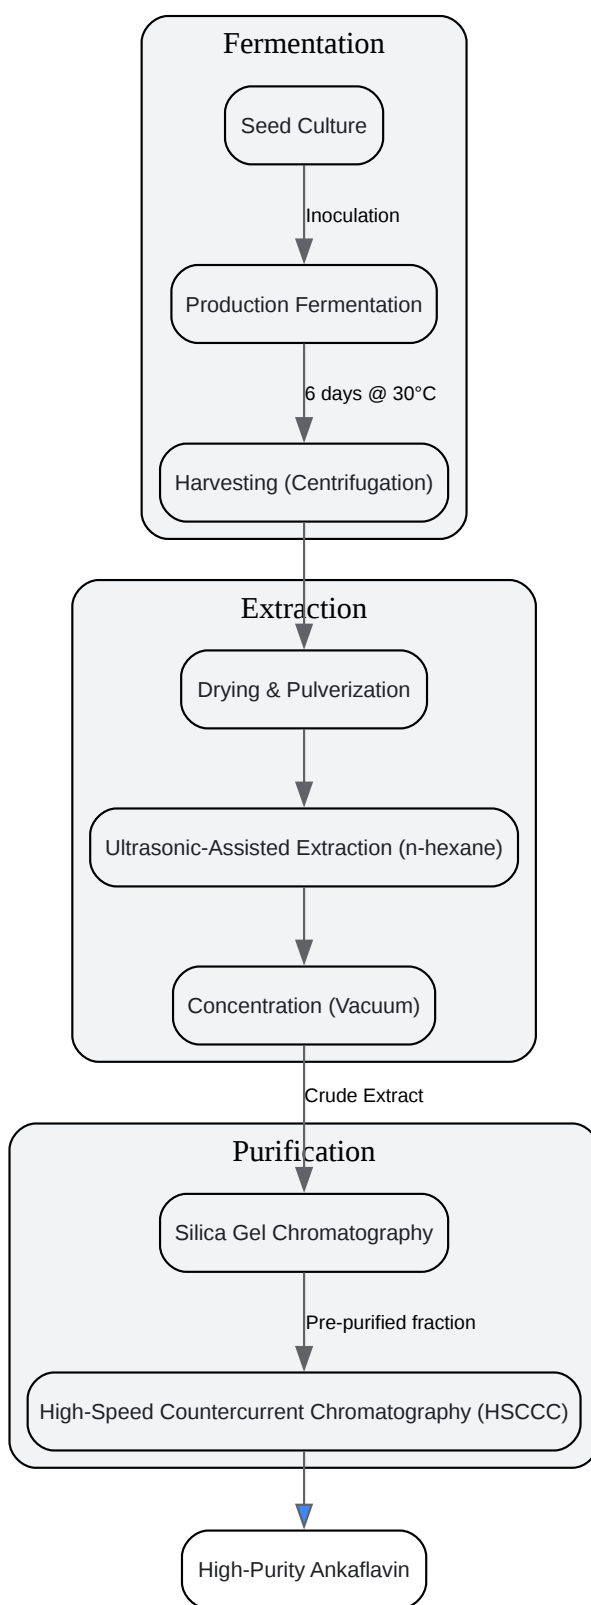 Fermentation
Seed Culture
Inoculation
Production Fermentation
6 days @ 30°C
Harvesting (Centrifugation)
Extraction
Drying & Pulverization
Ultrasonic-Assisted Extraction (n-hexane)
Concentration (Vacuum)
Crude Extract
Purification
Silica Gel Chromatography
Pre-purified fraction
High-Speed Countercurrent Chromatography (HSCCC)
High-Purity Ankaflavin